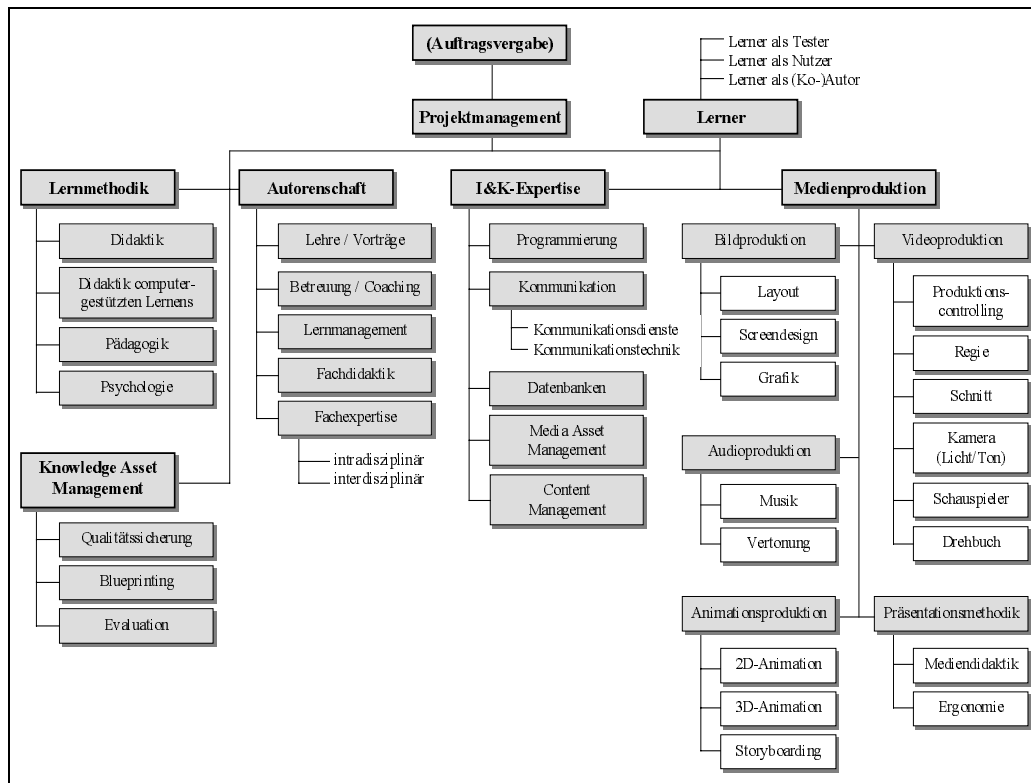 (Auftragsvergabe)
Lerner als Tester
Lerner als Nutzer
Lerner als (Ko-)Autor
Projektmanagement
Lerner
Lernmethodik
Didaktik
Didaktik computer-
gestützten Lernens
Pädagogik
Psychologie
Knowledge Asset
Management
Qualitätssicherung
Blueprinting
Evaluation
Autorenschaft
Lehre / Vorträge
Betreuung / Coaching
Lernmanagement
Fachdidaktik
Fachexpertise
intradisziplinär
interdisziplinär
I&K-Expertise
Programmierung
Kommunikation
Kommunikationsdienste
Kommunikationstechnik
Datenbanken
Media Asset
Management
Content
Management
Medienproduktion
Bildproduktion
Layout
Screendesign
Grafik
Audioproduktion
Musik
Vertonung
Animationsproduktion
2D-Animation
3D-Animation
Storyboarding
Videoproduktion
Produktions-
controlling
Regie
Schnitt
Kamera
(Licht/Ton)
Schauspieler
Drehbuch
Präsentationsmethodik
Mediendidaktik
Ergonomie